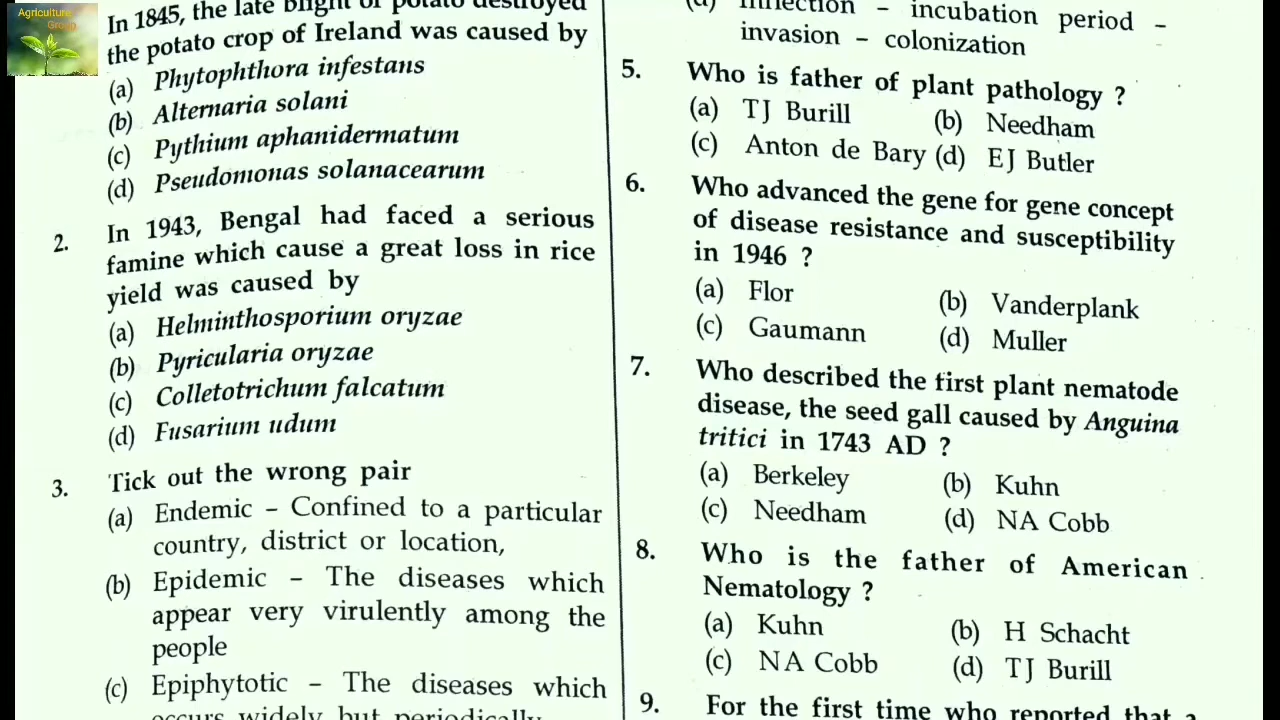 Agriculture
Group
In 1845, the late blight of potato destroyed
the potato crop of Ireland was caused by
(a) Phytophthora infestans
(b) Alternaria solani
(c) Pythium aphanidermatum
(d) Pseudomonas solanacearum
2. In 1943, Bengal had faced a serious
famine which cause a great loss in rice
yield was caused by
(a) Helminthosporium oryzae
(b) Pyricularia oryzae
(c) Colletotrichum falcatum
(d) Fusarium udum
3. Tick out the wrong pair
(a) Endemic – Confined to a particular
country, district or location,
(b) Epidemic – The diseases which
appear very virulently among the
people
(c) Epiphytotic – The diseases which
occurs widely but periodically
(d) – incubation period –
invasion – colonization
5. Who is father of plant pathology ?
(a) TJ Burill (b) Needham
(c) Anton de Bary (d) EJ Butler
6. Who advanced the gene for gene concept
of disease resistance and susceptibility
in 1946 ?
(a) Flor (b) Vanderplank
(c) Gaumann (d) Muller
7. Who described the first plant nematode
disease, the seed gall caused by Anguina
tritici in 1743 AD ?
(a) Berkeley (b) Kuhn
(c) Needham (d) NA Cobb
8. Who is the father of American
Nematology ?
(a) Kuhn (b) H Schacht
(c) NA Cobb (d) TJ Burill
9. For the first time who reported that a